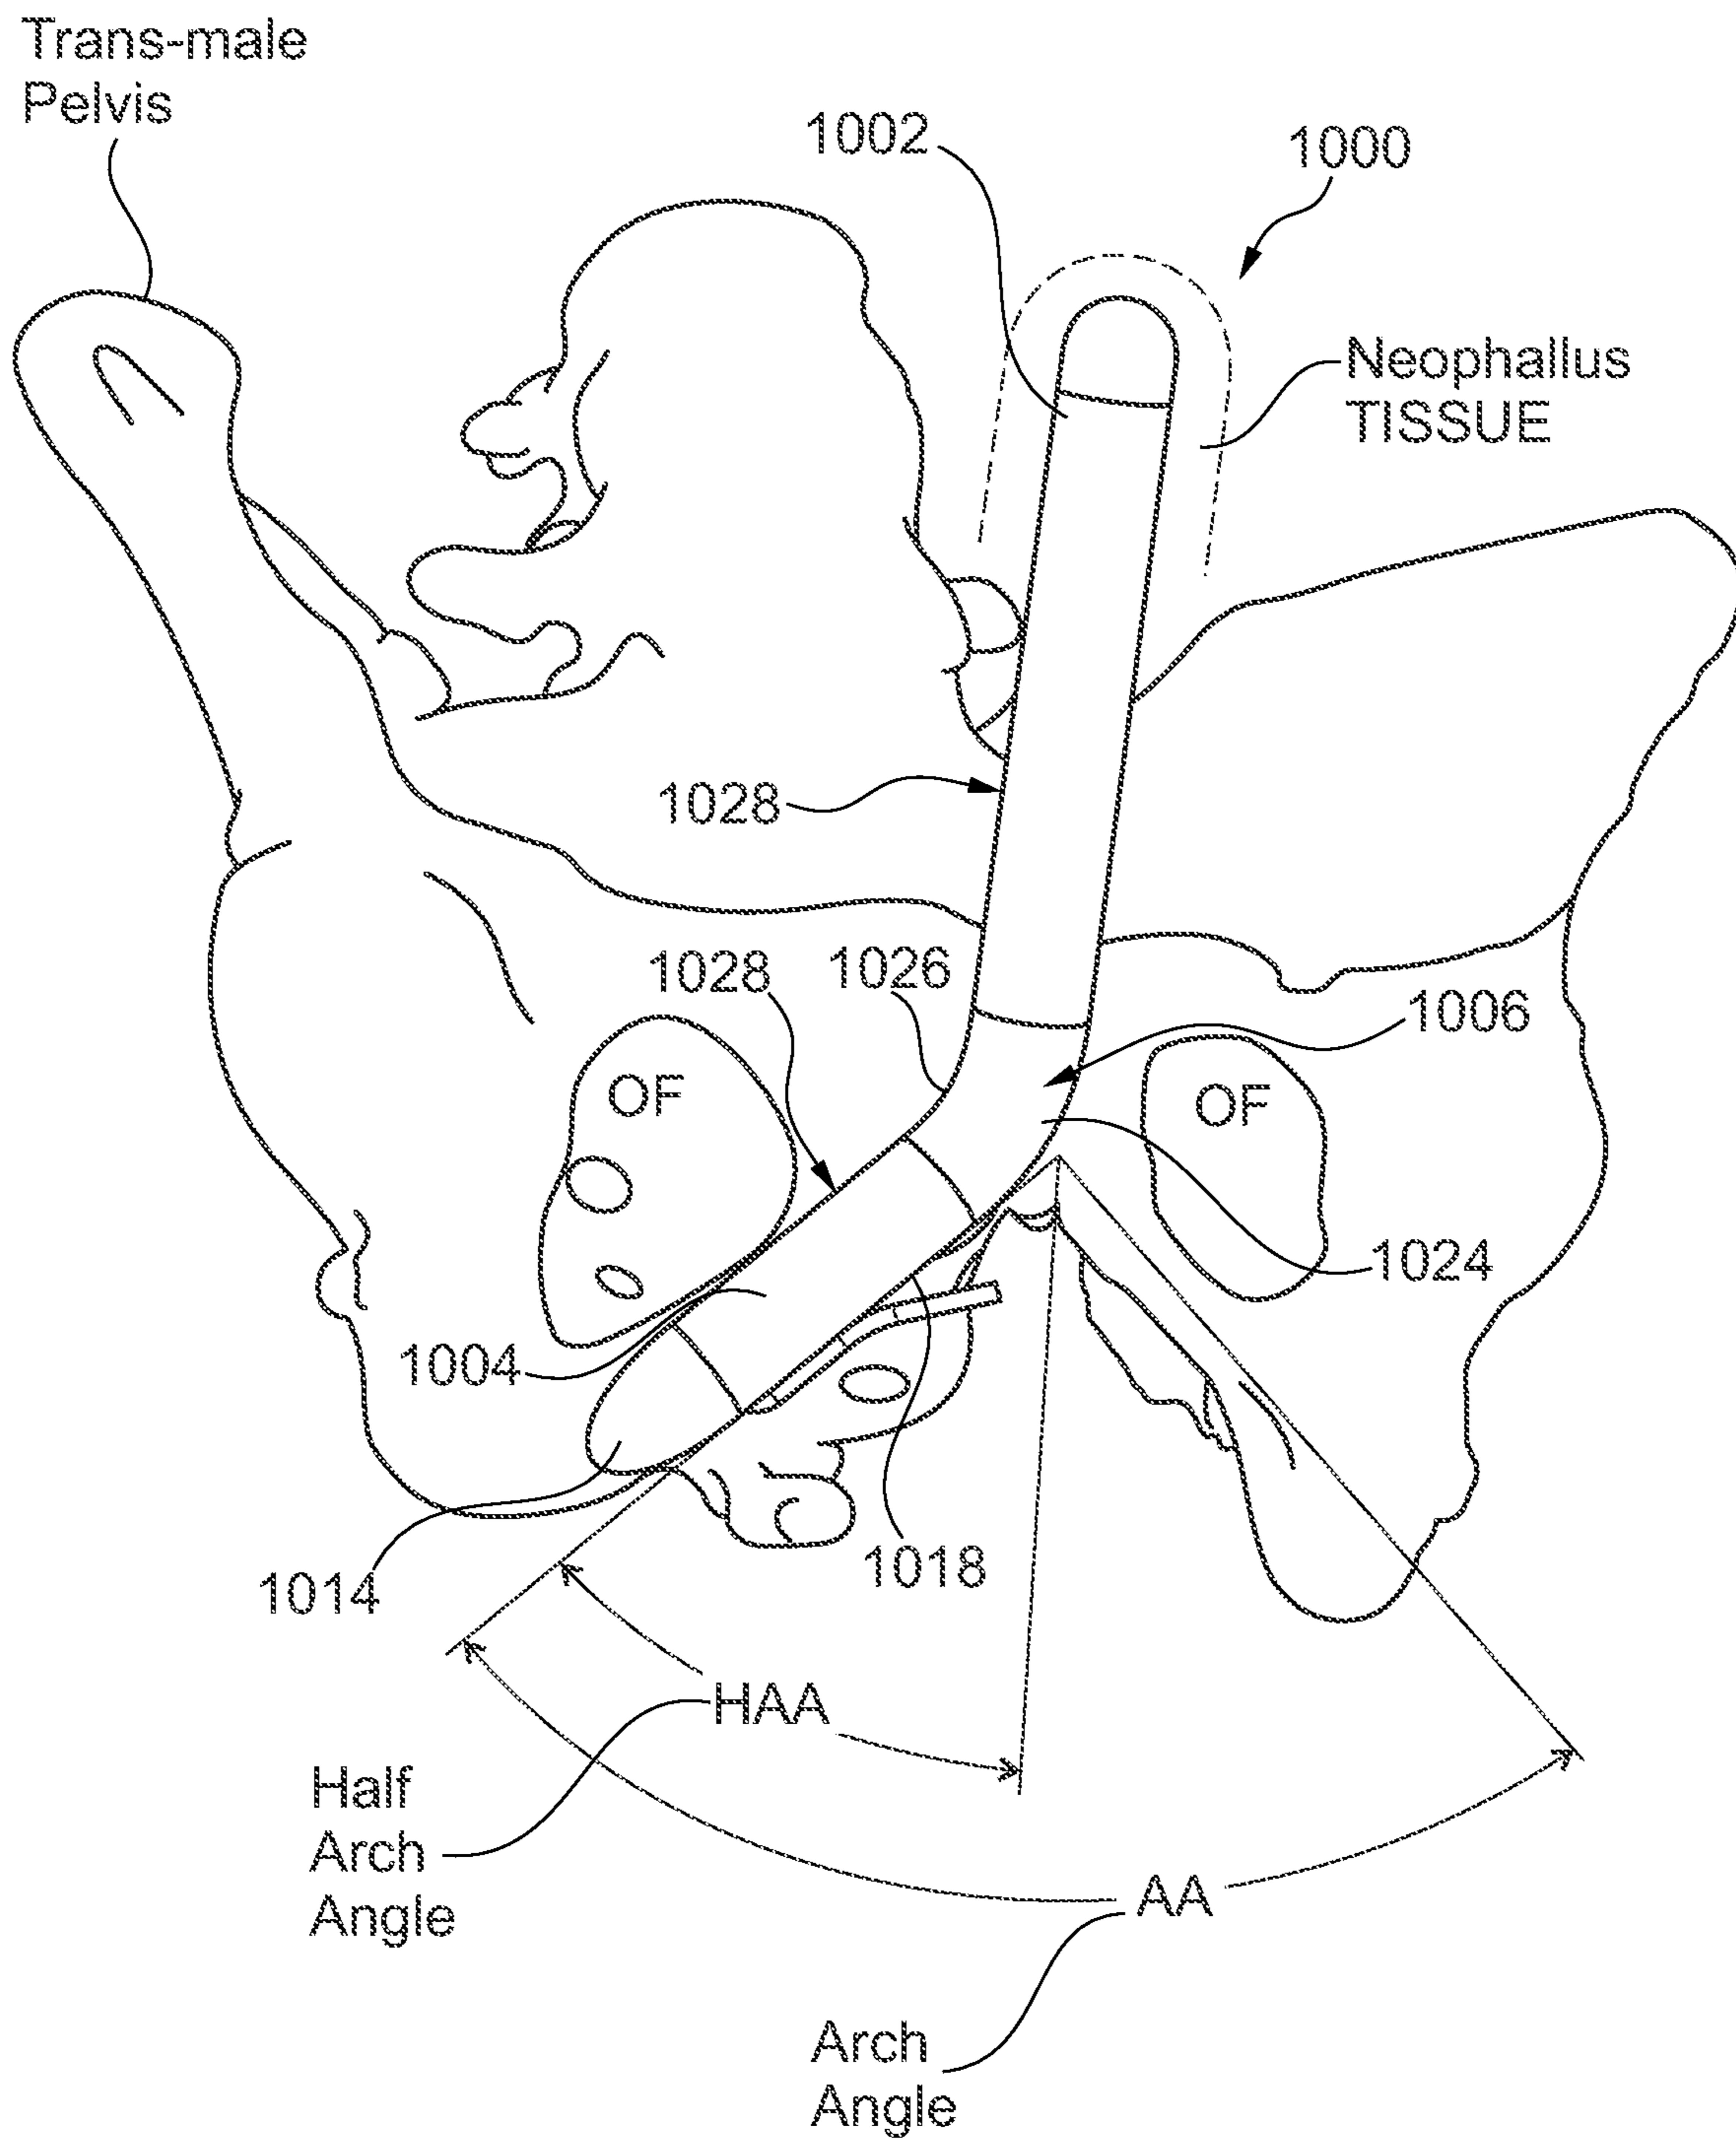 Trans-male
Pelvis
1002
1000
Neophallus
TISSUE
1028
1028
1026
1006
OF
OF
1024
1004
1018
1014
HAA
Half
Arch
Angle
AA
Arch
Angle